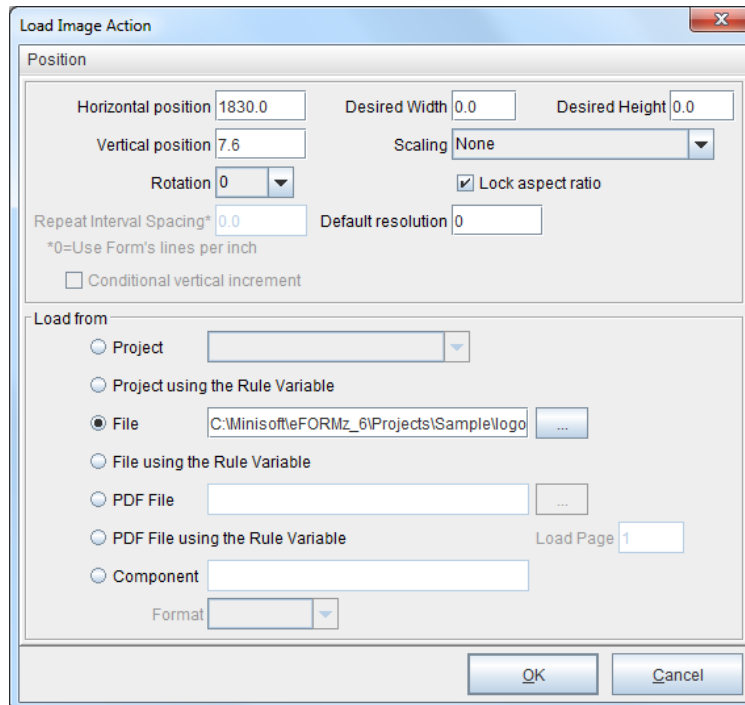 Load Image Action
Position
Horizontal position 1830.0 Desired Width 0.0 Desired Height 0.0
Vertical position 7.6 Scaling None
Rotation 0 Lock aspect ratio
Repeat Interval Spacing* 0.0 Default resolution 0
*0=Use Form's lines per inch
Conditional vertical increment
Load from
Project
Project using the Rule Variable
File C:\Minisoft\eFORMz_6\Projects\Sample\logo ...
File using the Rule Variable
PDF File ...
PDF File using the Rule Variable Load Page 1
Component
Format
OK Cancel